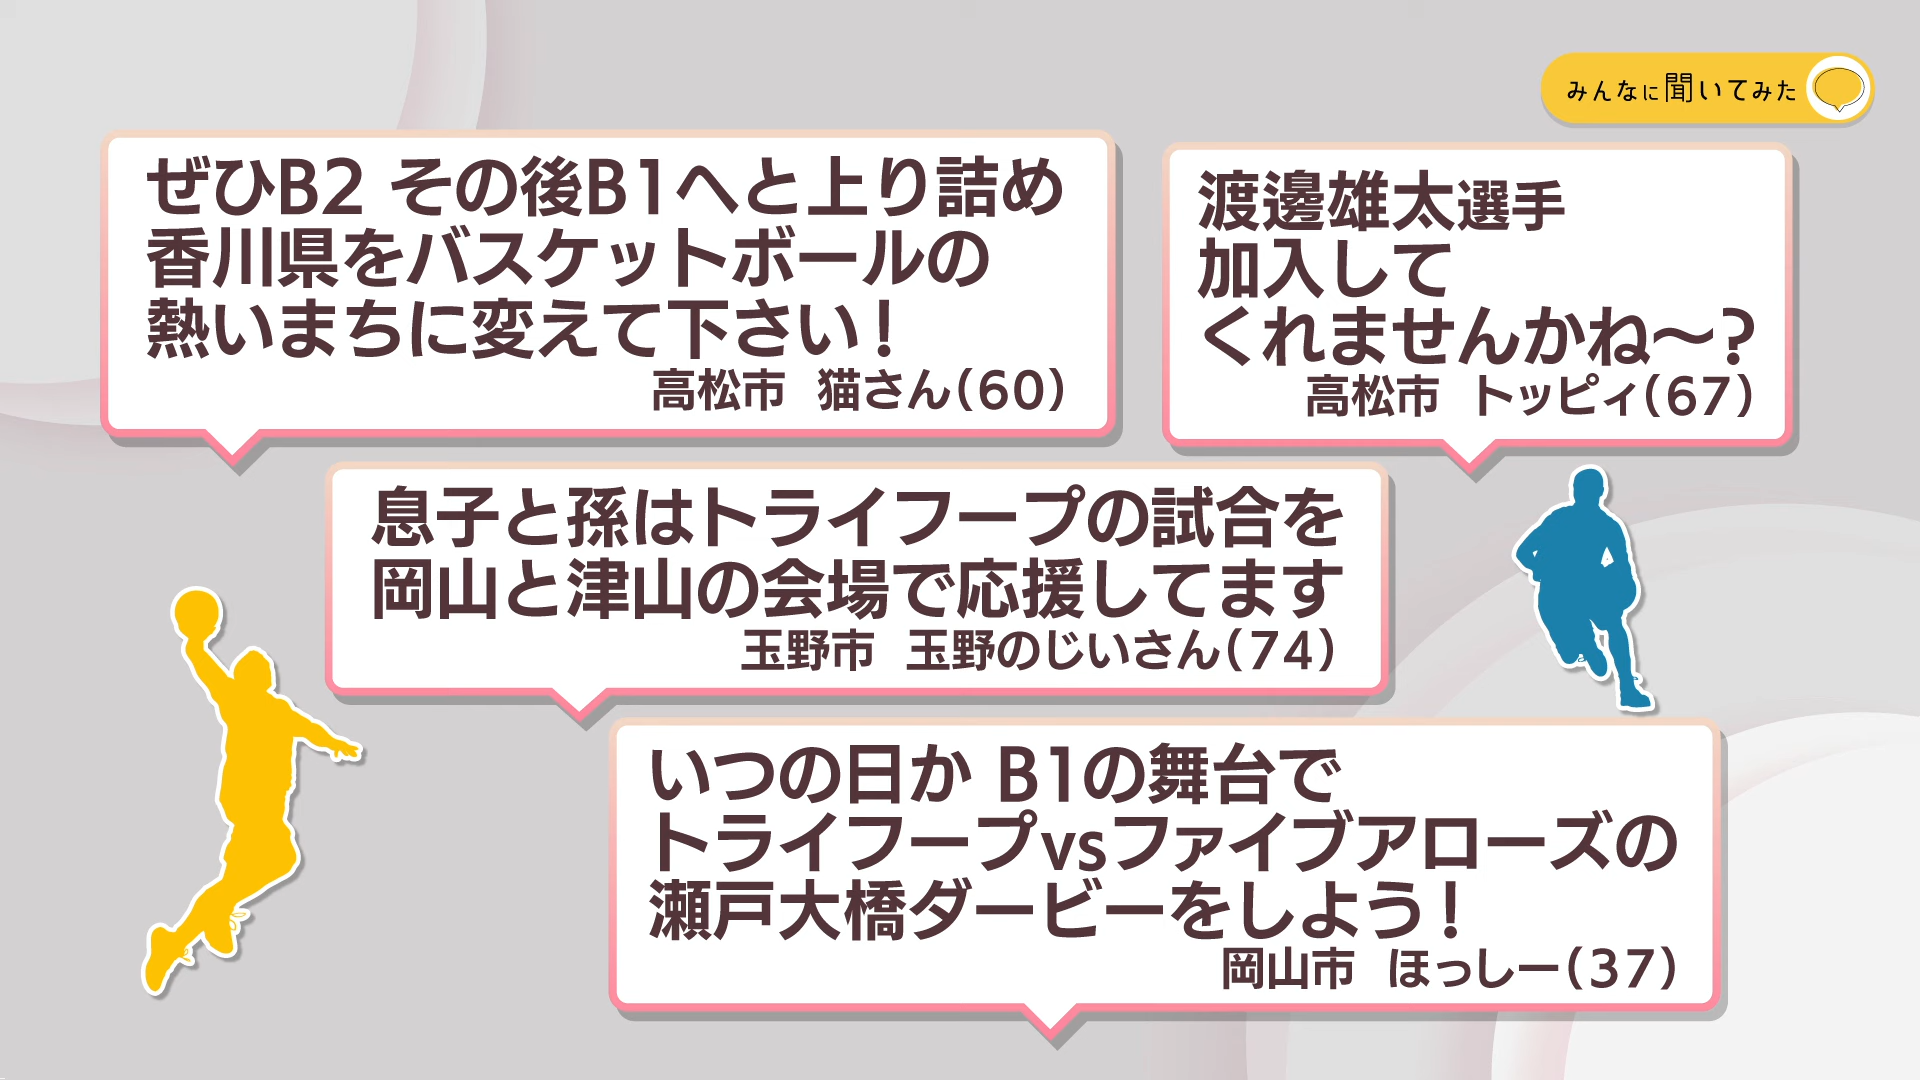 みんなに聞いてみた
ぜひB2 その後B1へと上り詰め
香川県をバスケットボールの
熱いまちに変えて下さい！
高松市 猫さん（60）
渡邊雄太選手
加入して
くれませんかね～？
高松市 トッピィ（67）
息子と孫はトライフープの試合を
岡山と津山の会場で応援してます
玉野市 玉野のじいさん（74）
いつの日か B1の舞台で
トライフープvsファイブアローズの
瀬戸大橋ダービーをしよう！
岡山市 ほっしー（37）